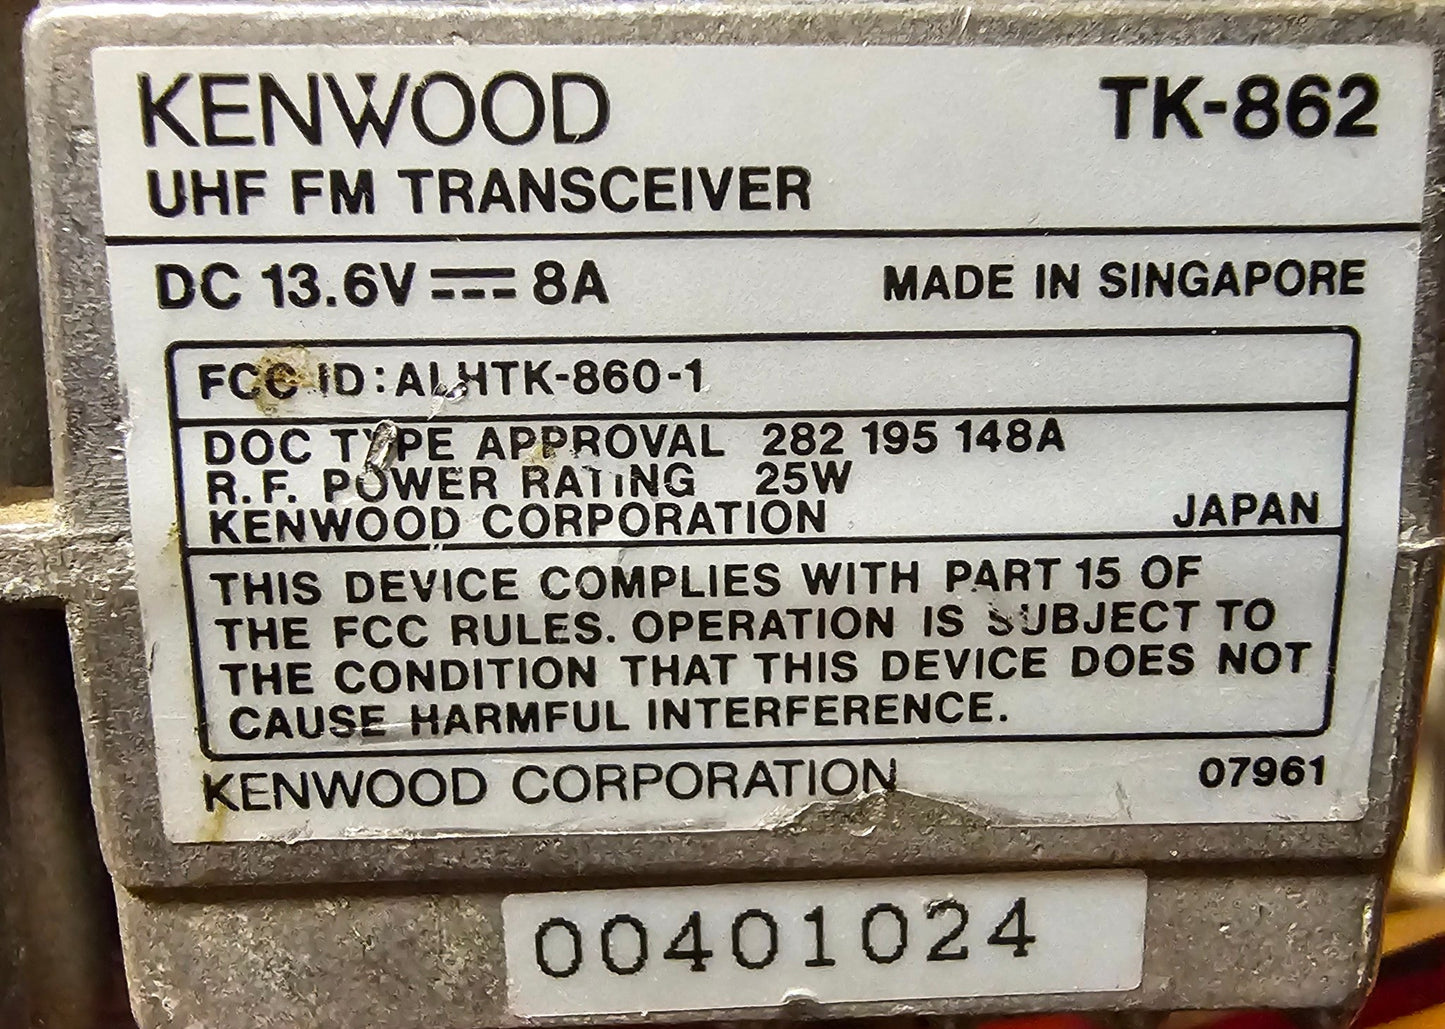 KENWOOD TK-862
UHF FM TRANSCEIVER
DC 13.6V ⎓ 8A MADE IN SINGAPORE
FCC ID: ALHTK-860-1
DOC TYPE APPROVAL 282 195 148A
R.F. POWER RATING 25W
KENWOOD CORPORATION JAPAN
THIS DEVICE COMPLIES WITH PART 15 OF
THE FCC RULES. OPERATION IS SUBJECT TO
THE CONDITION THAT THIS DEVICE DOES NOT
CAUSE HARMFUL INTERFERENCE.
KENWOOD CORPORATION 07961
00401024